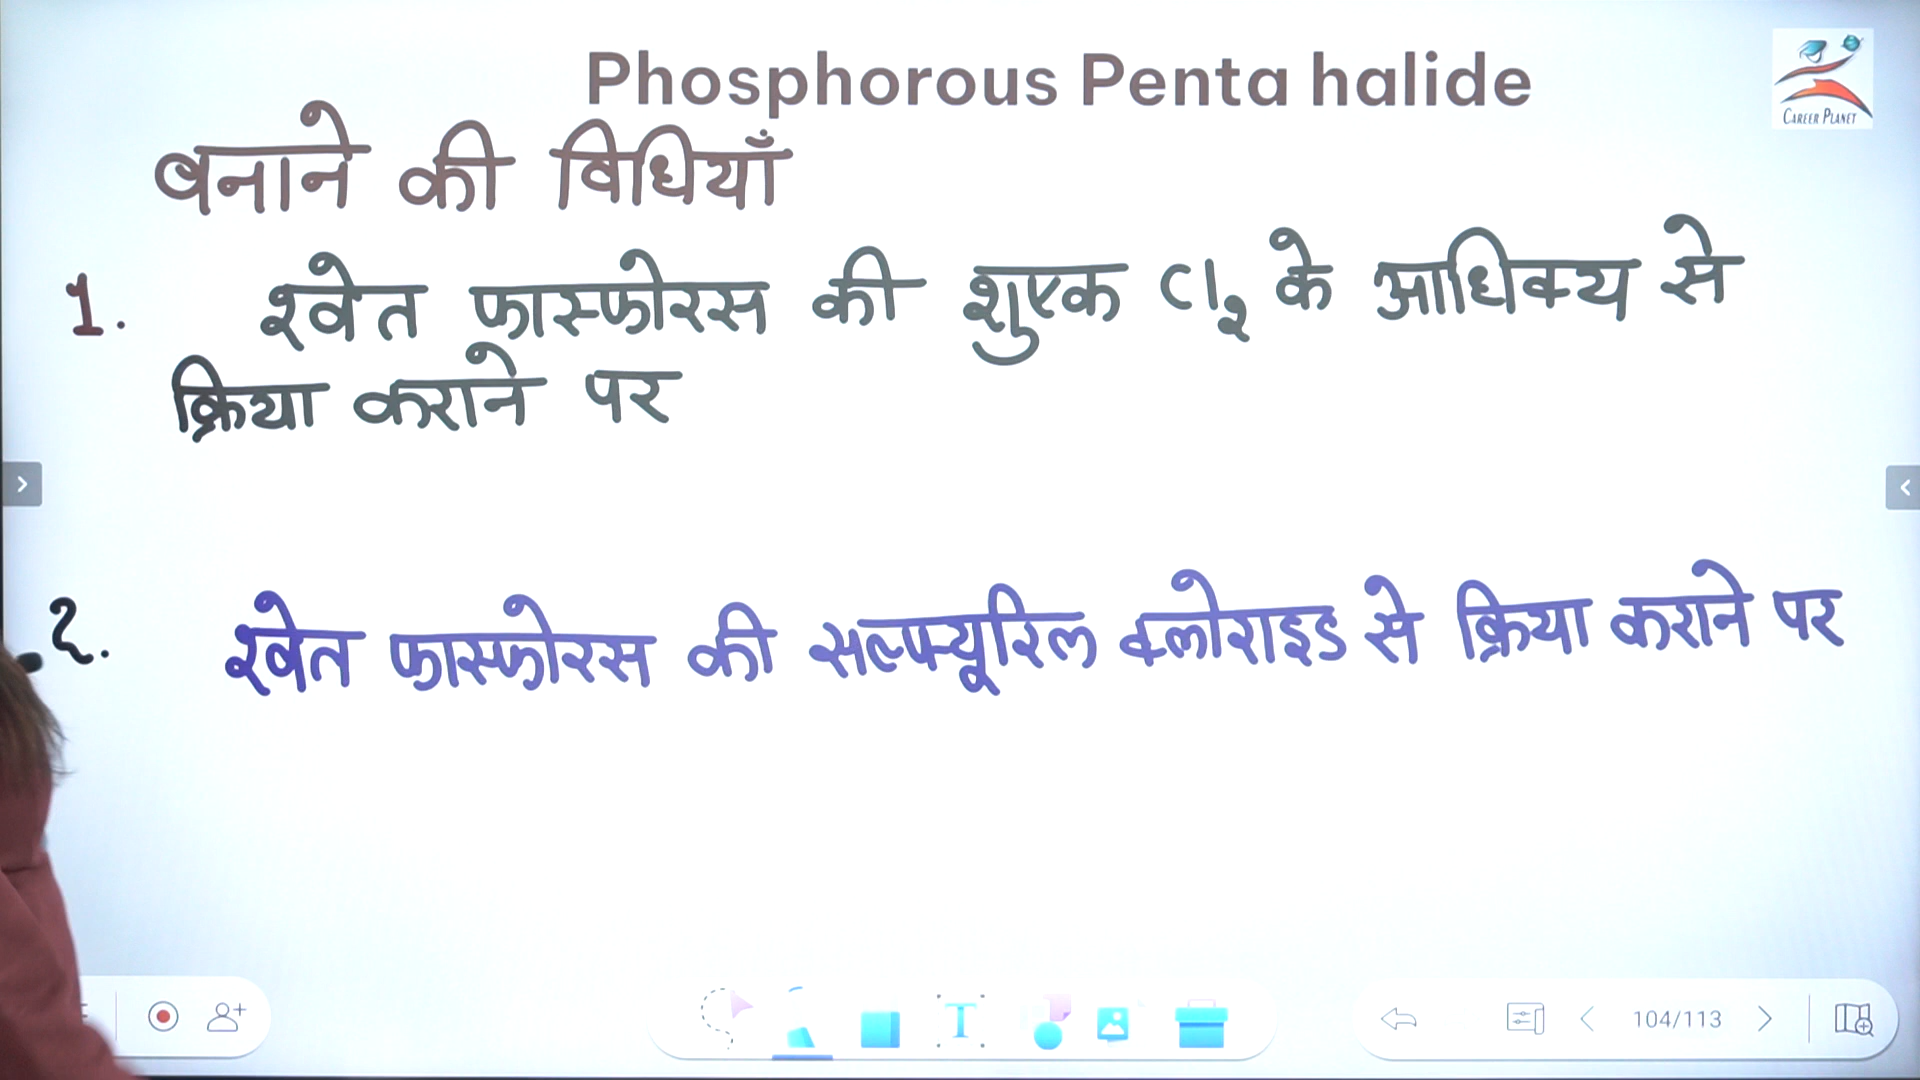 Phosphorous Penta halide
CAREER PLANET
बनाने की विधियाँ
1. श्वेत फास्फोरस की शुष्क Cl₂ के आधिक्य से
क्रिया कराने पर
2. श्वेत फास्फोरस की सल्फ्यूरिल क्लोराइड से क्रिया कराने पर
104/113